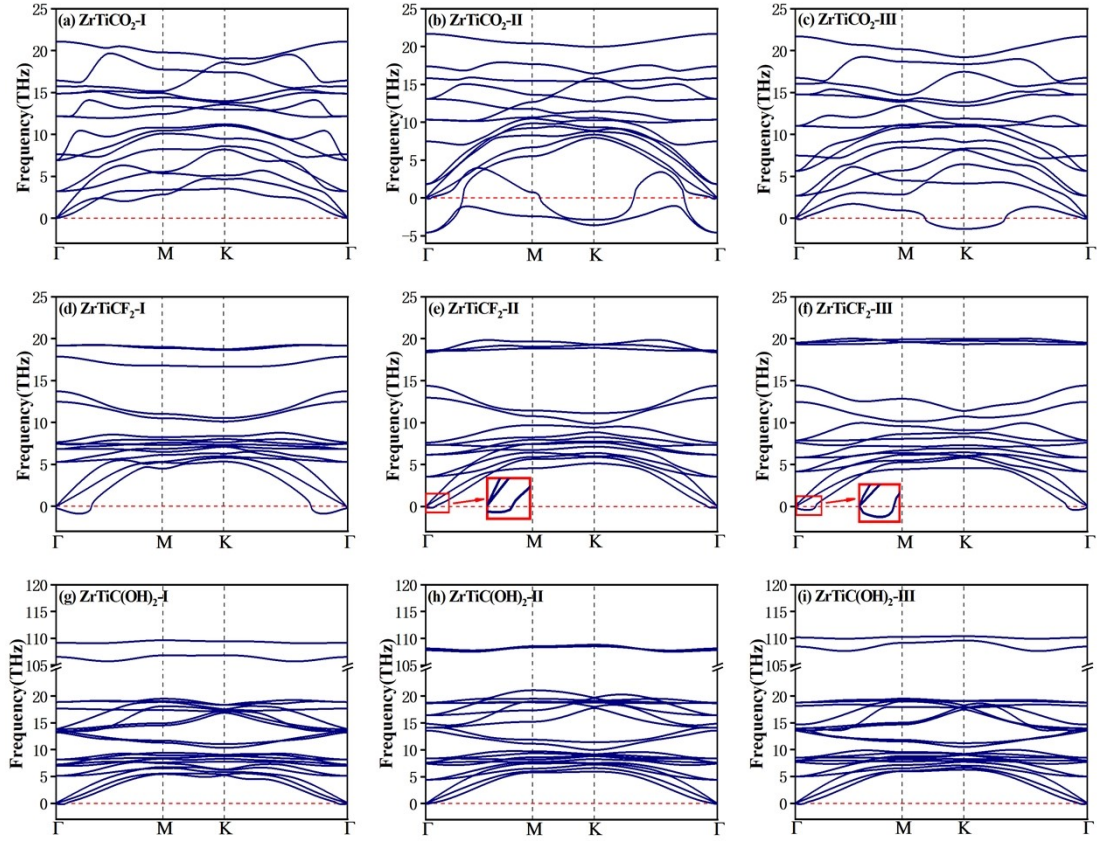 (a) ZrTiCO₂-I
Frequency(THz)
25
20
15
10
5
0
Γ M K Γ
(b) ZrTiCO₂-II
Frequency(THz)
25
20
15
10
5
0
−5
Γ M K Γ
(c) ZrTiCO₂-III
Frequency(THz)
25
20
15
10
5
0
Γ M K Γ
(d) ZrTiCF₂-I
Frequency(THz)
25
20
15
10
5
0
Γ M K Γ
(e) ZrTiCF₂-II
Frequency(THz)
25
20
15
10
5
0
Γ M K Γ
(f) ZrTiCF₂-III
Frequency(THz)
25
20
15
10
5
0
Γ M K Γ
(g) ZrTiC(OH)₂-I
Frequency(THz)
120
115
110
105
20
15
10
5
0
Γ M K Γ
(h) ZrTiC(OH)₂-II
Frequency(THz)
120
115
110
105
20
15
10
5
0
Γ M K Γ
(i) ZrTiC(OH)₂-III
Frequency(THz)
120
115
110
105
20
15
10
5
0
Γ M K Γ